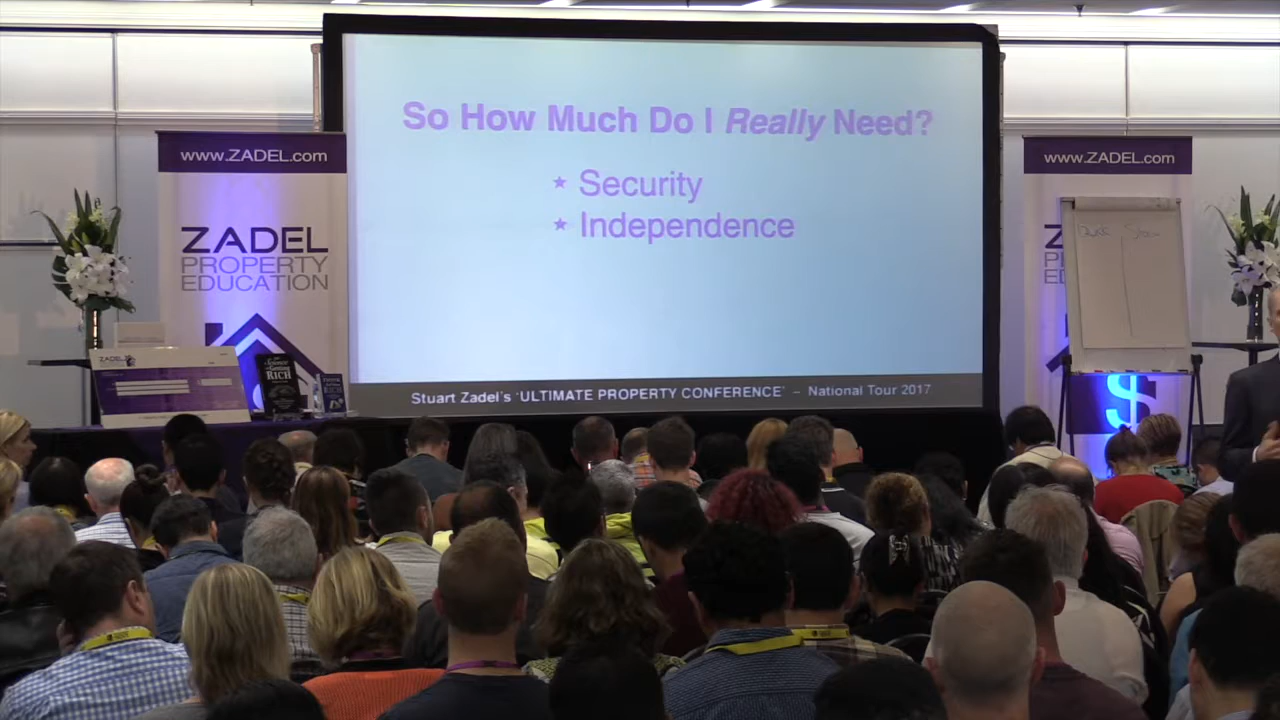 So How Much Do I Really Need?
★ Security
★ Independence
Stuart Zadel's 'ULTIMATE PROPERTY CONFERENCE' – National Tour 2017
www.ZADEL.com
ZADEL
PROPERTY
EDUCATION
www.ZADEL.com
Z
P
E
$
ZADEL
RICH